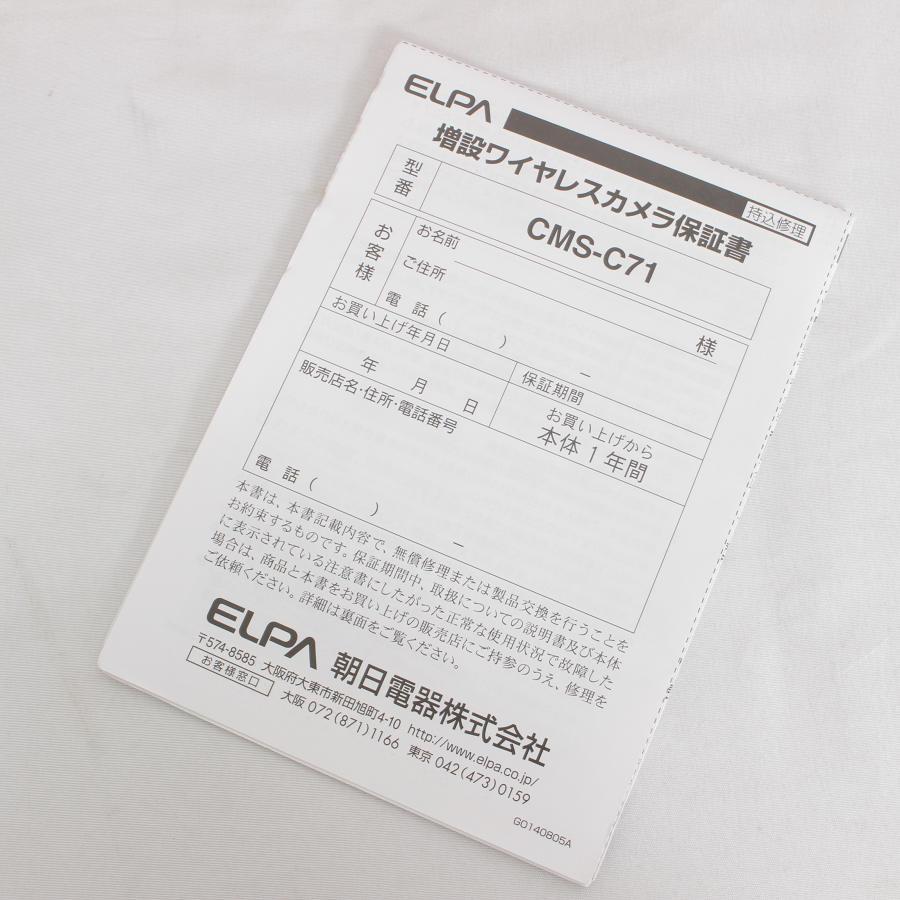 ELPA
持込修理
増設ワイヤレスカメラ保証書
型番
CMS-C71
お客様
お名前
様
ご住所
電 話 ( ) −
お買い上げ年月日
保証期間
年 月 日
お買い上げから
本体 1 年間
販売店名・住所・電話番号
電 話 ( ) −
本書は、本書記載内容で、無償修理または製品交換を行うことを
お約束するものです。保証期間中、取扱についての説明書及び本体
に表示されている注意書にしたがった正常な使用状況で故障した
場合は、商品と本書をお買い上げの販売店にご持参のうえ、修理を
ご依頼ください。詳細は裏面をご覧ください。
ELPA 朝日電器株式会社
〒574-8585 大阪府大東市新田旭町4-10 http://www.elpa.co.jp/
お客様窓口 大阪 072(871)1166 東京 042(473)0159
GO140805A